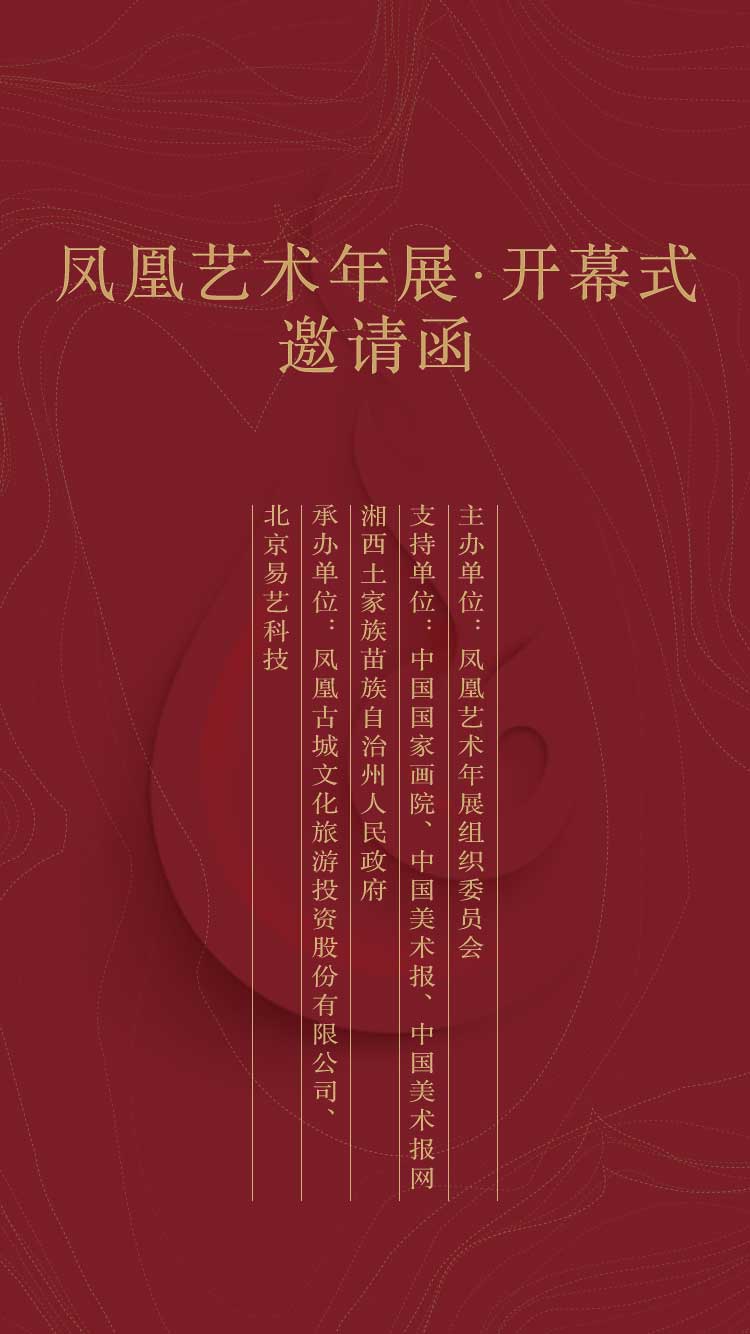 凤凰艺术年展·开幕式
邀请函
主办单位：凤凰艺术年展组织委员会
支持单位：中国国家画院、中国美术报、中国美术报网
湘西土家族苗族自治州人民政府
承办单位：凤凰古城文化旅游投资股份有限公司、
北京易艺科技